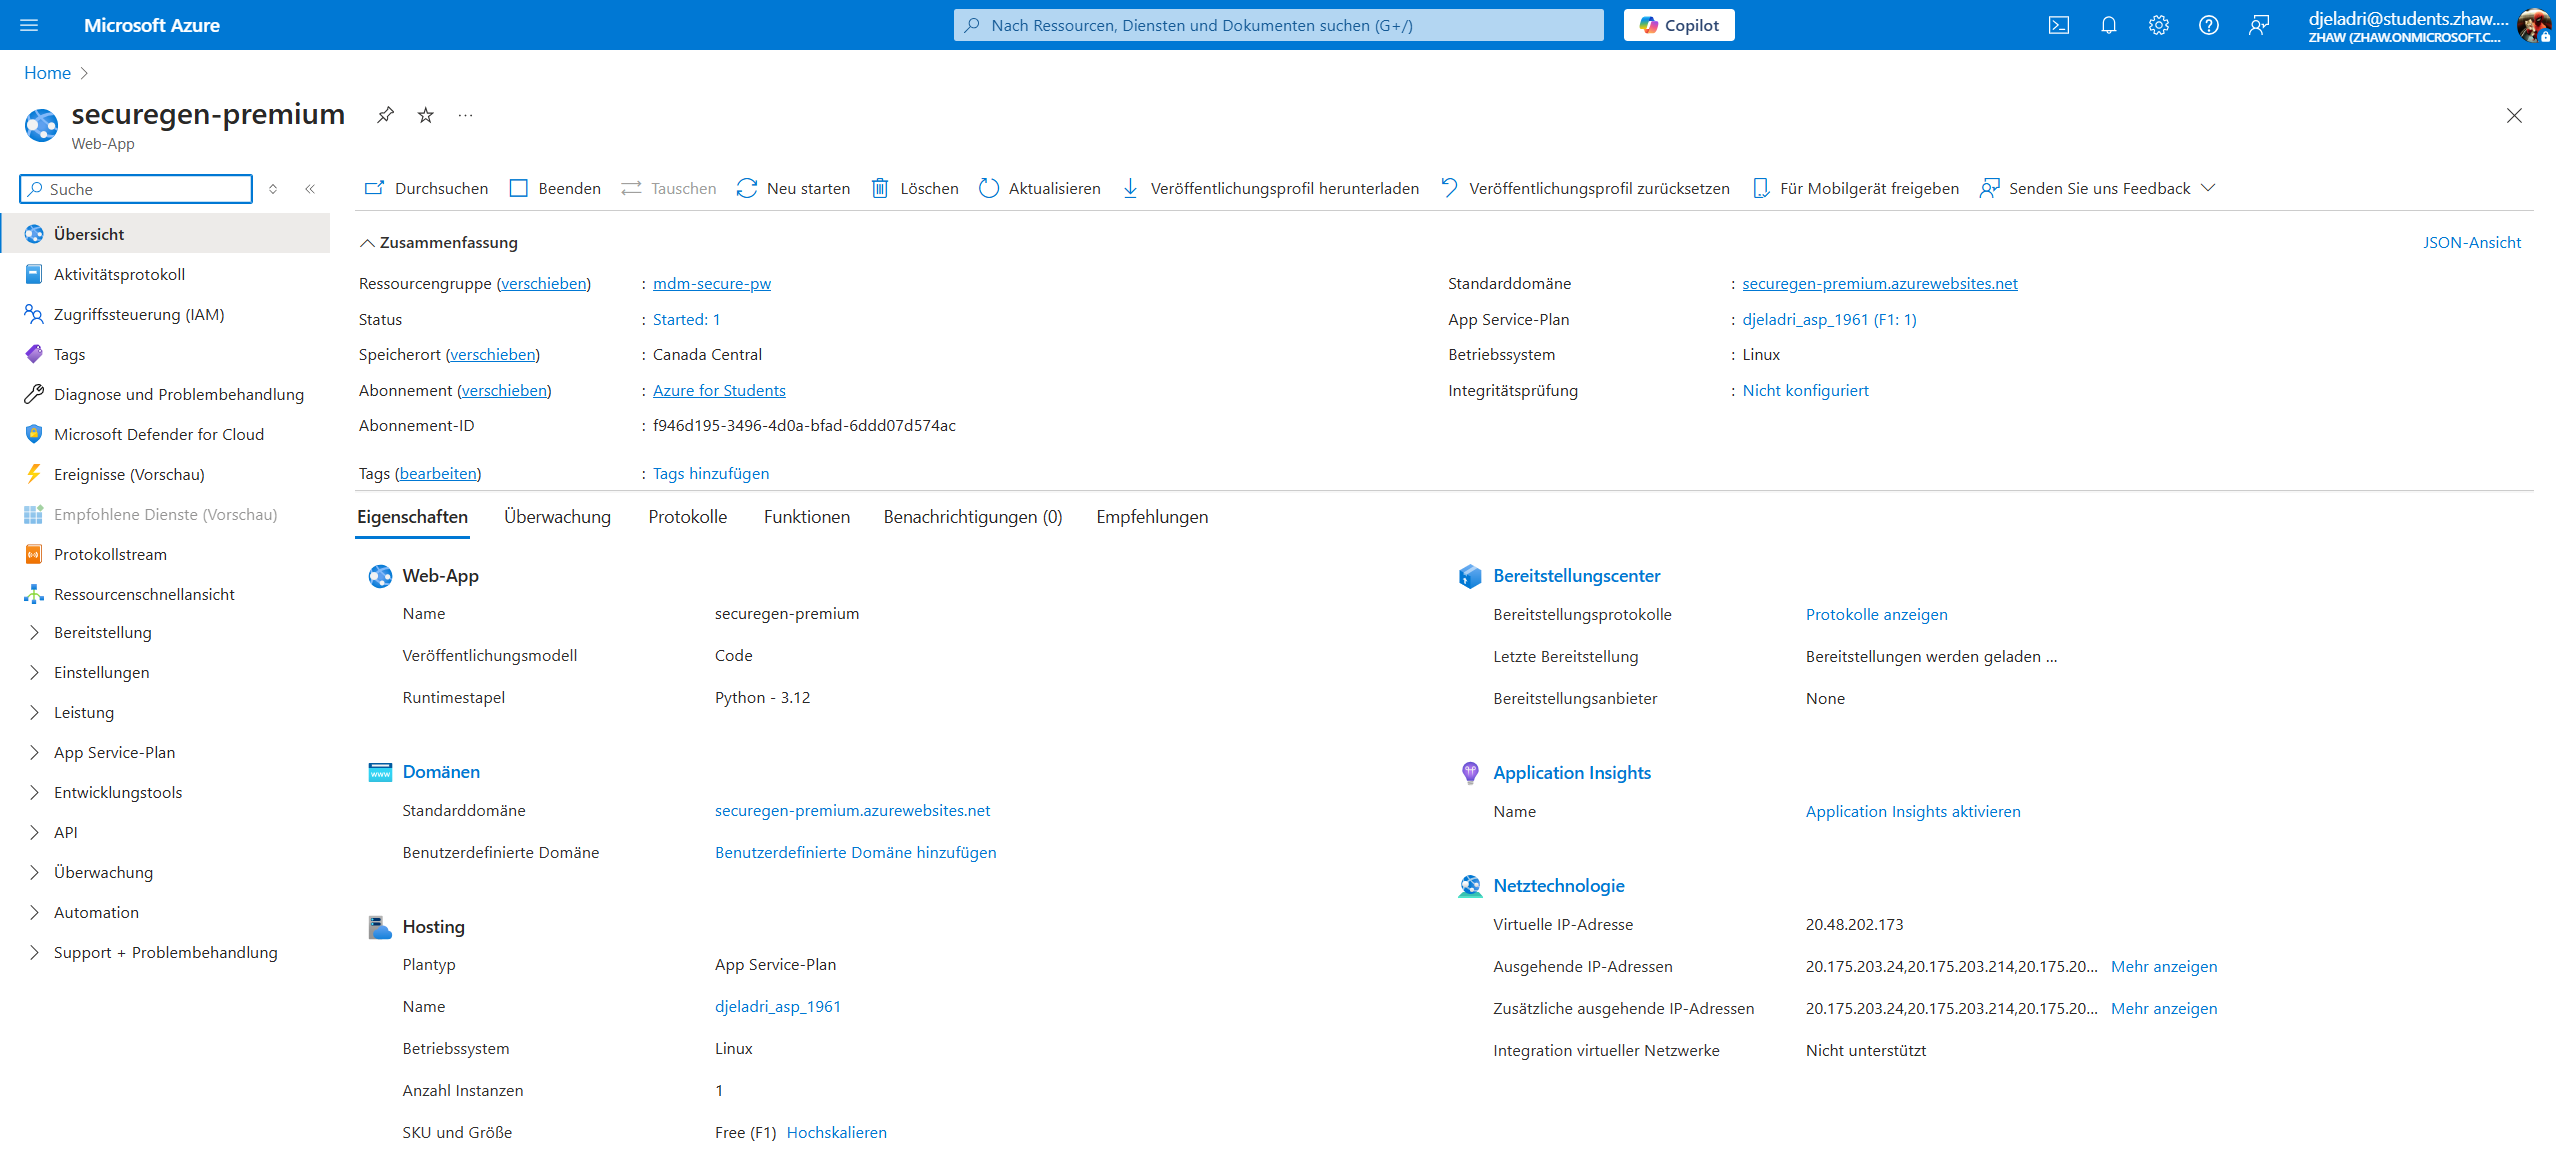 Microsoft Azure
Nach Ressourcen, Diensten und Dokumenten suchen (G+/)
Copilot
djeladri@students.zhaw....
ZHAW (ZHAW.ONMICROSOFT.C...
Home
securegen-premium
Web-App
Suche
Durchsuchen
Beenden
Tauschen
Neu starten
Löschen
Aktualisieren
Veröffentlichungsprofil herunterladen
Veröffentlichungsprofil zurücksetzen
Für Mobilgerät freigeben
Senden Sie uns Feedback
Übersicht
Aktivitätsprotokoll
Zugriffssteuerung (IAM)
Tags
Diagnose und Problembehandlung
Microsoft Defender for Cloud
Ereignisse (Vorschau)
Empfohlene Dienste (Vorschau)
Protokollstream
Ressourcenschnellansicht
Bereitstellung
Einstellungen
Leistung
App Service-Plan
Entwicklungstools
API
Überwachung
Automation
Support + Problembehandlung
Zusammenfassung
JSON-Ansicht
Ressourcengruppe (verschieben) : mdm-secure-pw
Status : Started: 1
Speicherort (verschieben) : Canada Central
Abonnement (verschieben) : Azure for Students
Abonnement-ID : f946d195-3496-4d0a-bfad-6ddd07d574ac
Tags (bearbeiten) : Tags hinzufügen
Standarddomäne : securegen-premium.azurewebsites.net
App Service-Plan : djeladri_asp_1961 (F1: 1)
Betriebssystem : Linux
Integritätsprüfung : Nicht konfiguriert
Eigenschaften
Überwachung
Protokolle
Funktionen
Benachrichtigungen (0)
Empfehlungen
Web-App
Name securegen-premium
Veröffentlichungsmodell Code
Runtimestapel Python - 3.12
Domänen
Standarddomäne securegen-premium.azurewebsites.net
Benutzerdefinierte Domäne Benutzerdefinierte Domäne hinzufügen
Hosting
Plantyp App Service-Plan
Name djeladri_asp_1961
Betriebssystem Linux
Anzahl Instanzen 1
SKU und Größe Free (F1) Hochskalieren
Bereitstellungscenter
Bereitstellungsprotokolle Protokolle anzeigen
Letzte Bereitstellung Bereitstellungen werden geladen ...
Bereitstellungsanbieter None
Application Insights
Name Application Insights aktivieren
Netztechnologie
Virtuelle IP-Adresse 20.48.202.173
Ausgehende IP-Adressen 20.175.203.24,20.175.203.214,20.175.20... Mehr anzeigen
Zusätzliche ausgehende IP-Adressen 20.175.203.24,20.175.203.214,20.175.20... Mehr anzeigen
Integration virtueller Netzwerke Nicht unterstützt